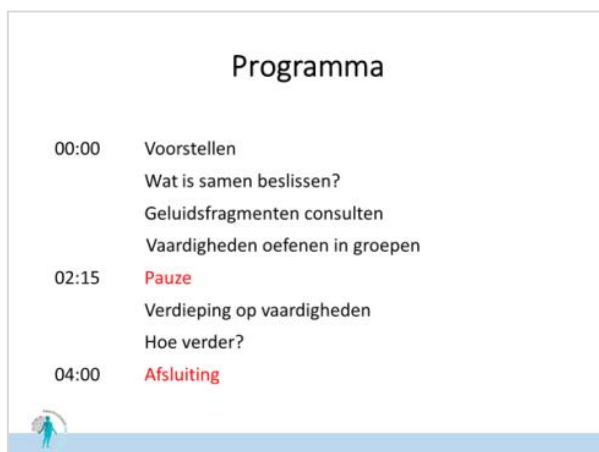 Programma
00:00 Voorstellen
Wat is samen beslissen?
Geluidsfragmenten consulten
Vaardigheden oefenen in groepen
02:15 Pauze
Verdieping op vaardigheden
Hoe verder?
04:00 Afsluiting